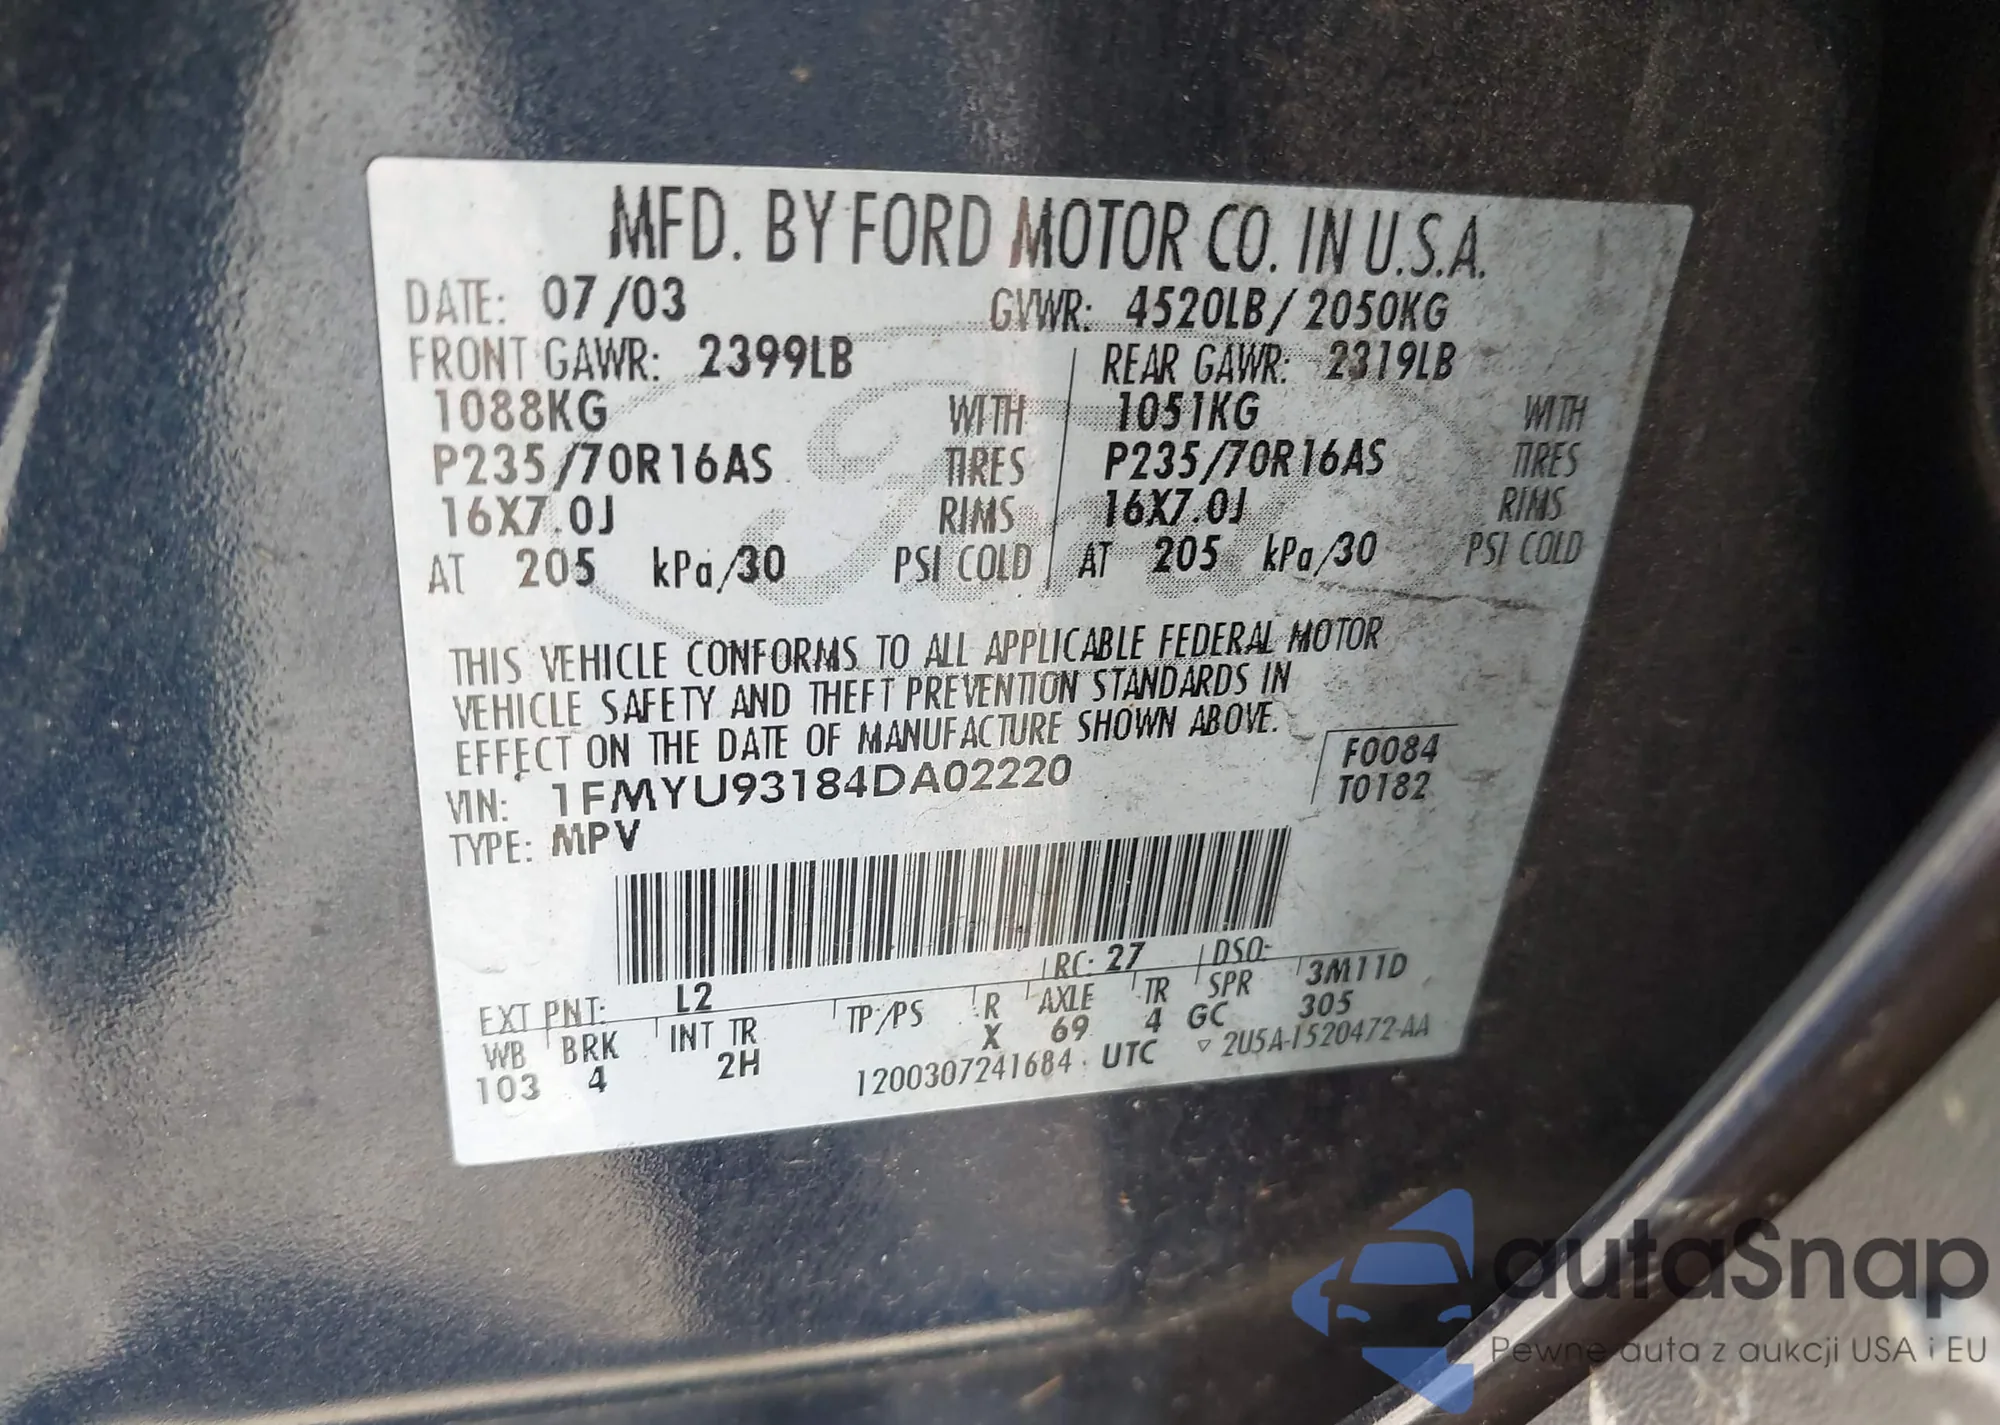 MFD. BY FORD MOTOR CO. IN U.S.A.
DATE: 07/03 GVWR: 4520LB/2050KG
FRONT GAWR: 2399LB REAR GAWR: 2319LB
1088KG WITH 1051KG WITH
P235/70R16AS TIRES P235/70R16AS TIRES
16X7.0J RIMS 16X7.0J RIMS
AT 205 kPa/30 PSI COLD AT 205 kPa/30 PSI COLD
THIS VEHICLE CONFORMS TO ALL APPLICABLE FEDERAL MOTOR
VEHICLE SAFETY AND THEFT PREVENTION STANDARDS IN
EFFECT ON THE DATE OF MANUFACTURE SHOWN ABOVE.
VIN: 1FMYU93184DA02220 F0084
TYPE: MPV T0182
EXT PNT: L2 RC: 27 DSO:
WB BRK INT TR TP/PS R AXLE TR SPR 3M11D
103 4 2H X 69 4 GC 305
1200307241684 UTC ▽ 2U5A-1520472-AA
Ford
autaSnap
Pewne auta z aukcji USA i EU